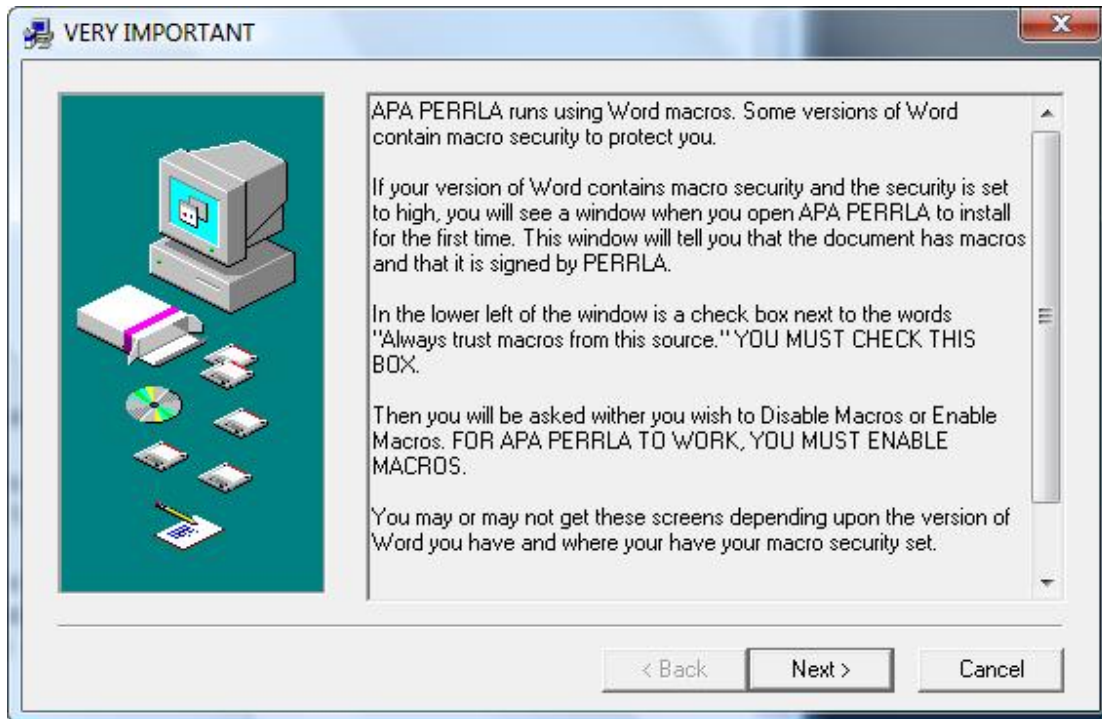 VERY IMPORTANT
APA PERRLA runs using Word macros. Some versions of Word
contain macro security to protect you.
If your version of Word contains macro security and the security is set
to high, you will see a window when you open APA PERRLA to install
for the first time. This window will tell you that the document has macros
and that it is signed by PERRLA.
In the lower left of the window is a check box next to the words
"Always trust macros from this source." YOU MUST CHECK THIS
BOX.
Then you will be asked wither you wish to Disable Macros or Enable
Macros. FOR APA PERRLA TO WORK, YOU MUST ENABLE
MACROS.
You may or may not get these screens depending upon the version of
Word you have and where your have your macro security set.
< Back
Next >
Cancel